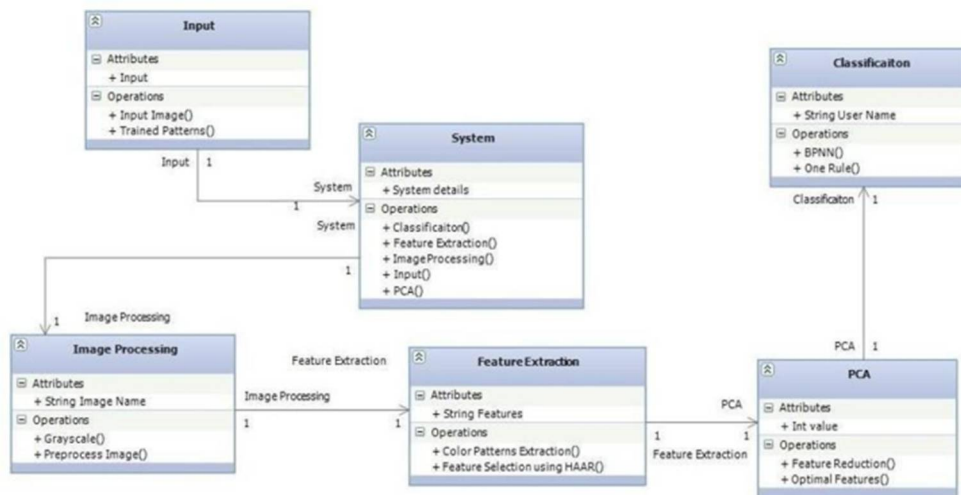 Input
Attributes
+ Input
Operations
+ Input Image()
+ Trained Patterns()
Input 1
System
1
System
Attributes
+ System details
Operations
+ Classificaiton()
+ Feature Extraction()
+ ImageProcessing()
+ Input()
+ PCA()
System
1
1 Image Processing
Image Processing
Attributes
+ String Image Name
Operations
+ Grayscale()
+ Preprocess Image()
Feature Extraction
Image Processing
1 1
FeatureExtraction
Attributes
+ String Features
Operations
+ Color Patterns Extraction()
+ Feature Selection using HAAR()
PCA
1 1
Feature Extraction
PCA
Attributes
+ Int value
Operations
+ Feature Reduction()
+ Optimal Features()
PCA 1
Classificaton 1
Classificaiton
Attributes
+ String User Name
Operations
+ BPNN()
+ One Rule()